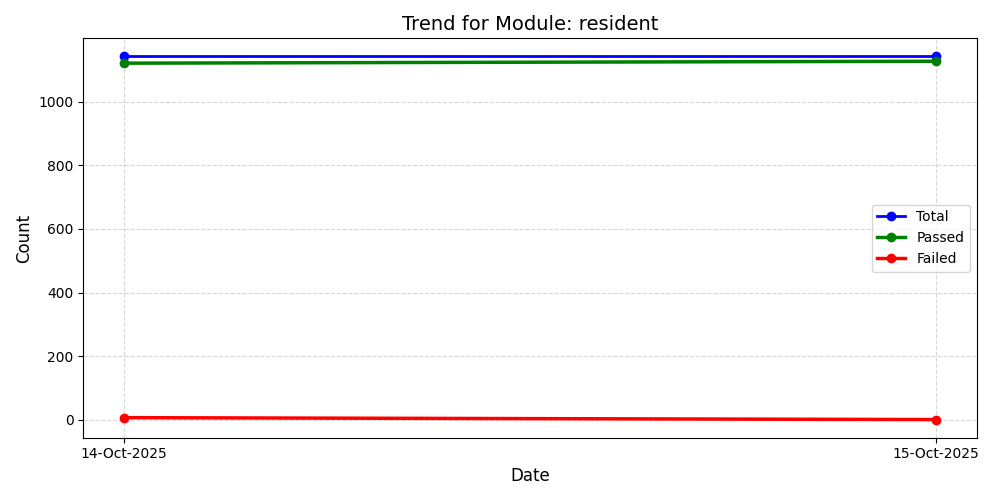 Trend for Module: resident
1000
800
600
400
200
0
Count
Total
Passed
Failed
14-Oct-2025
15-Oct-2025
Date